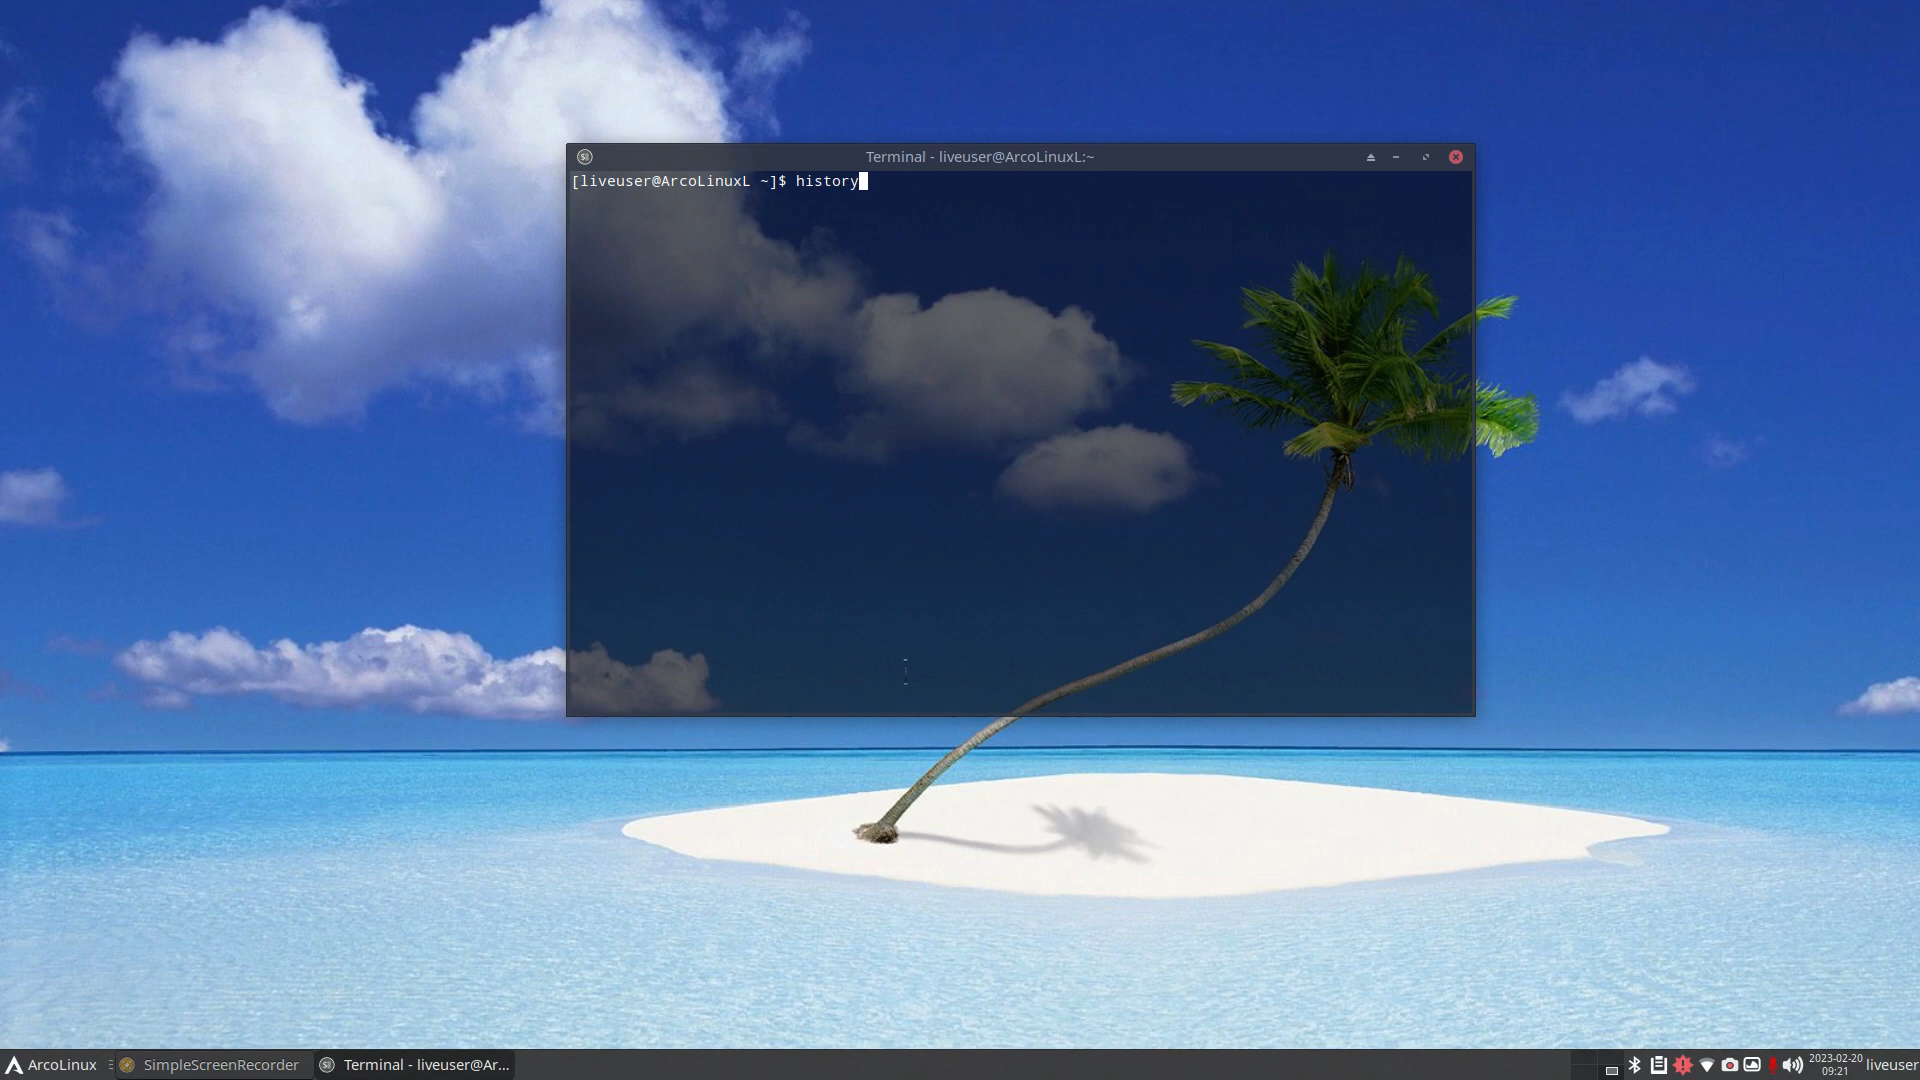 Terminal - liveuser@ArcoLinuxL:~
[liveuser@ArcoLinuxL ~]$ history
ArcoLinux
SimpleScreenRecorder
Terminal - liveuser@Ar...
2023-02-20
09:21
liveuser